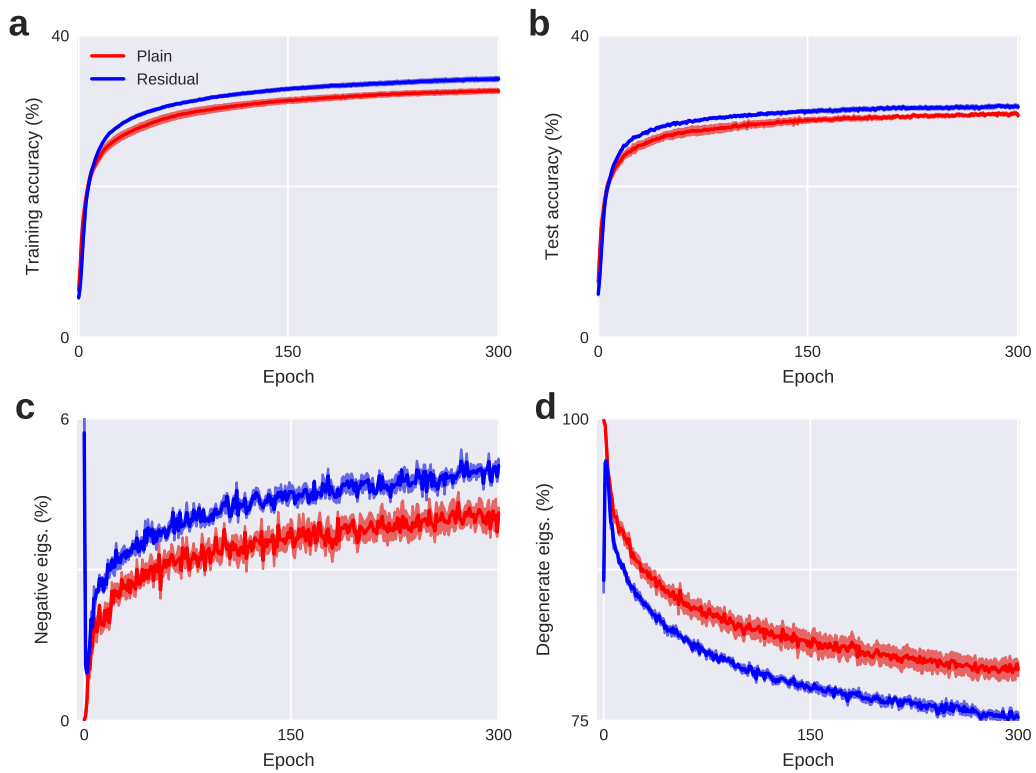 a
40
Plain
Residual
Training accuracy (%)
0
0
150
300
Epoch
b
40
Test accuracy (%)
0
0
150
300
Epoch
c
6
Negative eigs. (%)
0
0
150
300
Epoch
d
100
Degenerate eigs. (%)
75
0
150
300
Epoch